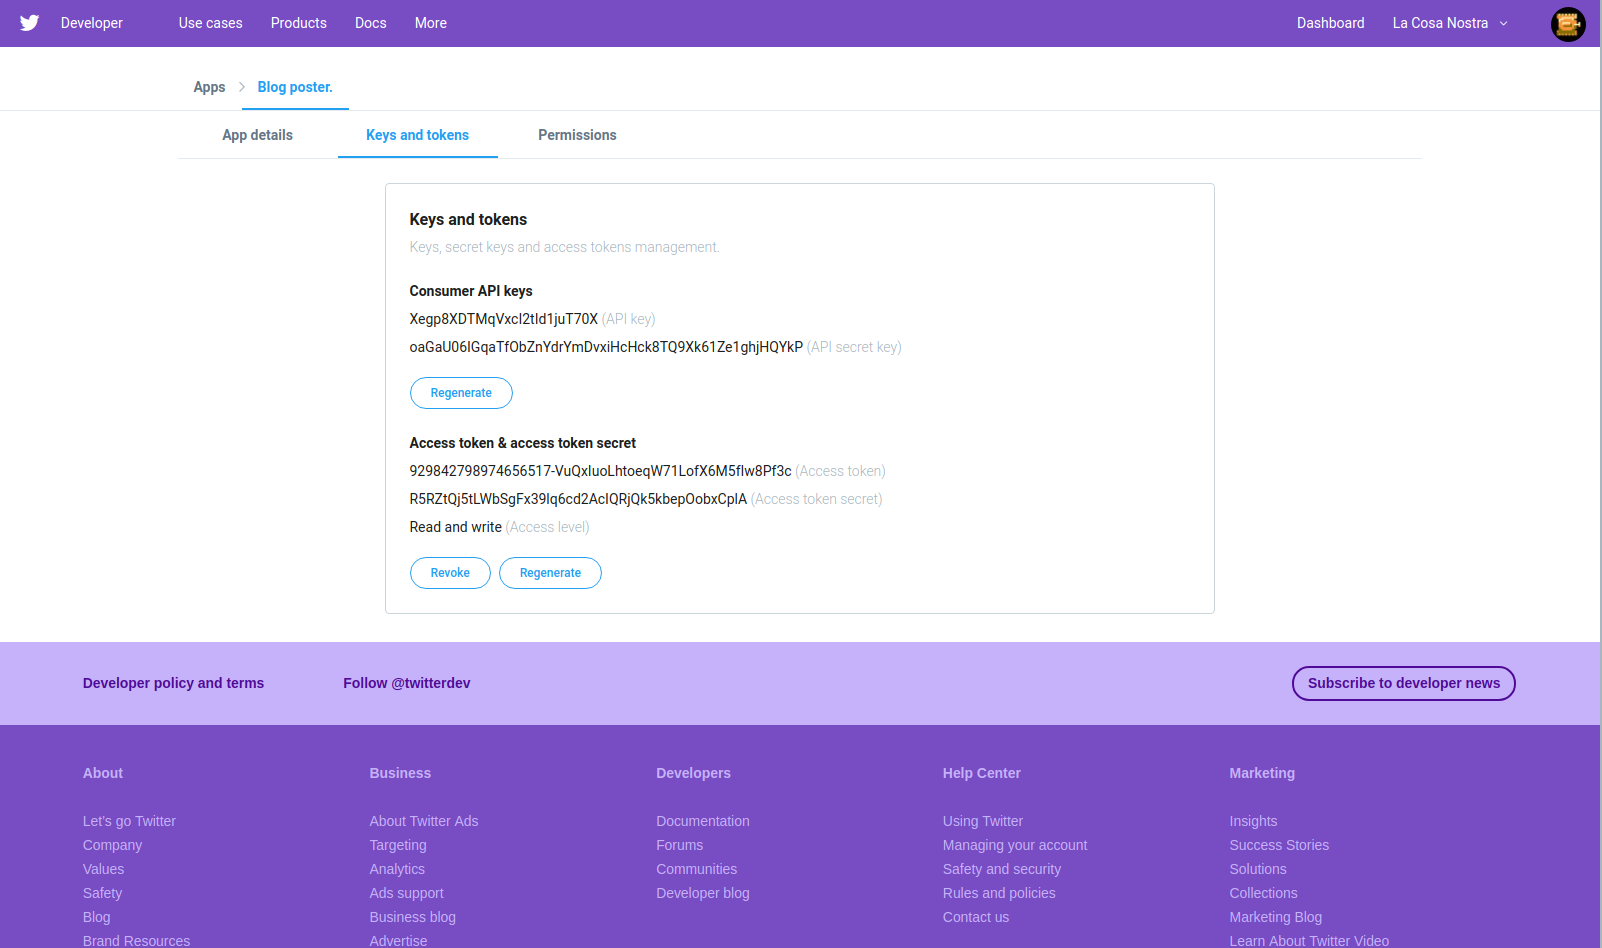 Developer Use cases Products Docs More Dashboard La Cosa Nostra
Apps Blog poster.
App details Keys and tokens Permissions
Keys and tokens
Keys, secret keys and access tokens management.
Consumer API keys
(API key)
(API secret key)
Regenerate
Access token & access token secret
(Access token)
(Access token secret)
Read and write (Access level)
Revoke Regenerate
Developer policy and terms Follow @twitterdev Subscribe to developer news
About Business Developers Help Center Marketing
Let's go Twitter About Twitter Ads Documentation Using Twitter Insights
Company Targeting Forums Managing your account Success Stories
Values Analytics Communities Safety and security Solutions
Safety Ads support Developer blog Rules and policies Collections
Blog Business blog Contact us Marketing Blog
Brand Resources Advertise Learn About Twitter Video